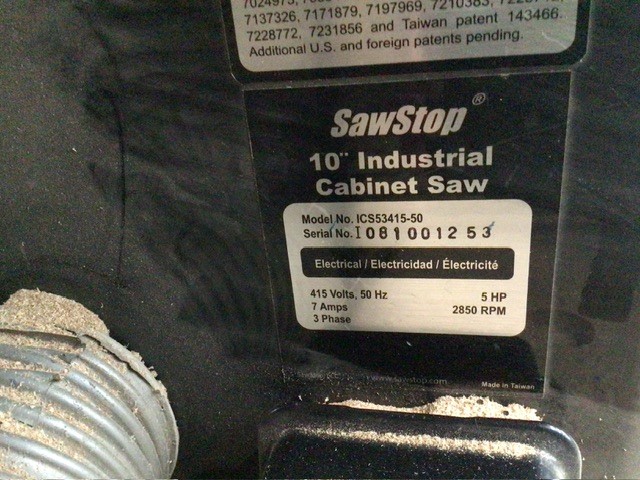 7137326, 7171879, 7197969, 7210383,
7228772, 7231856 and Taiwan patent 143466.
Additional U.S. and foreign patents pending.
SawStop®
10" Industrial
Cabinet Saw
Model No. ICS53415-50
Serial No. I 081001253
Electrical / Electricidad / Électricité
415 Volts, 50 Hz 5 HP
7 Amps 2850 RPM
3 Phase
www.sawstop.com
Made in Taiwan